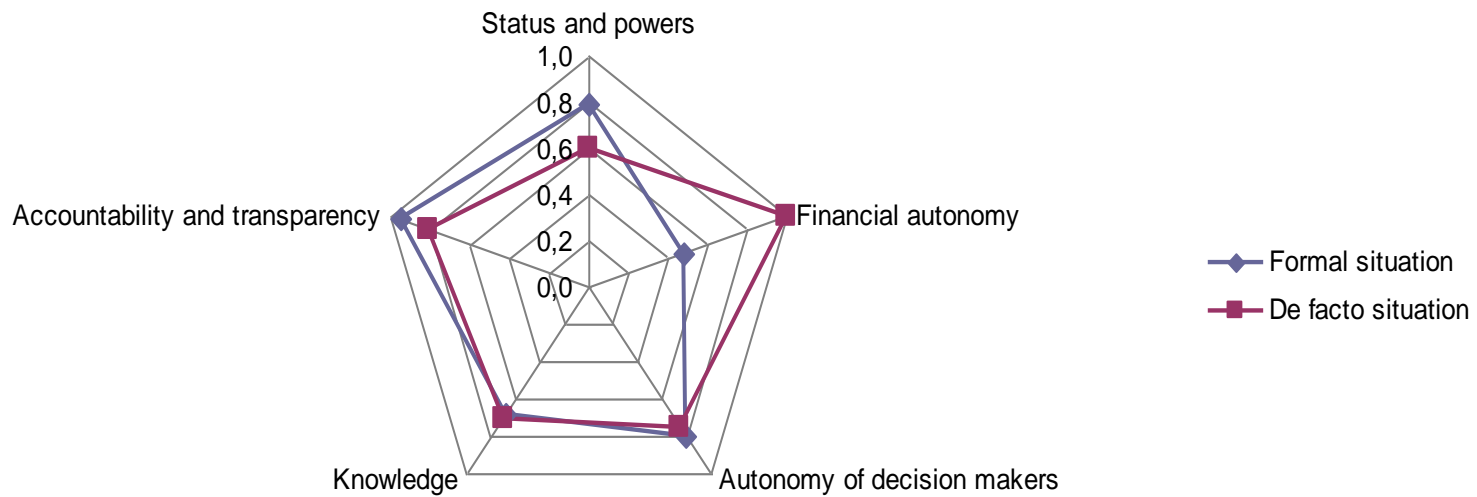 Status and powers
1,0
0,8
0,6
0,4
0,2
0,0
Accountability and transparency
Financial autonomy
Knowledge
Autonomy of decision makers
Formal situation
De facto situation